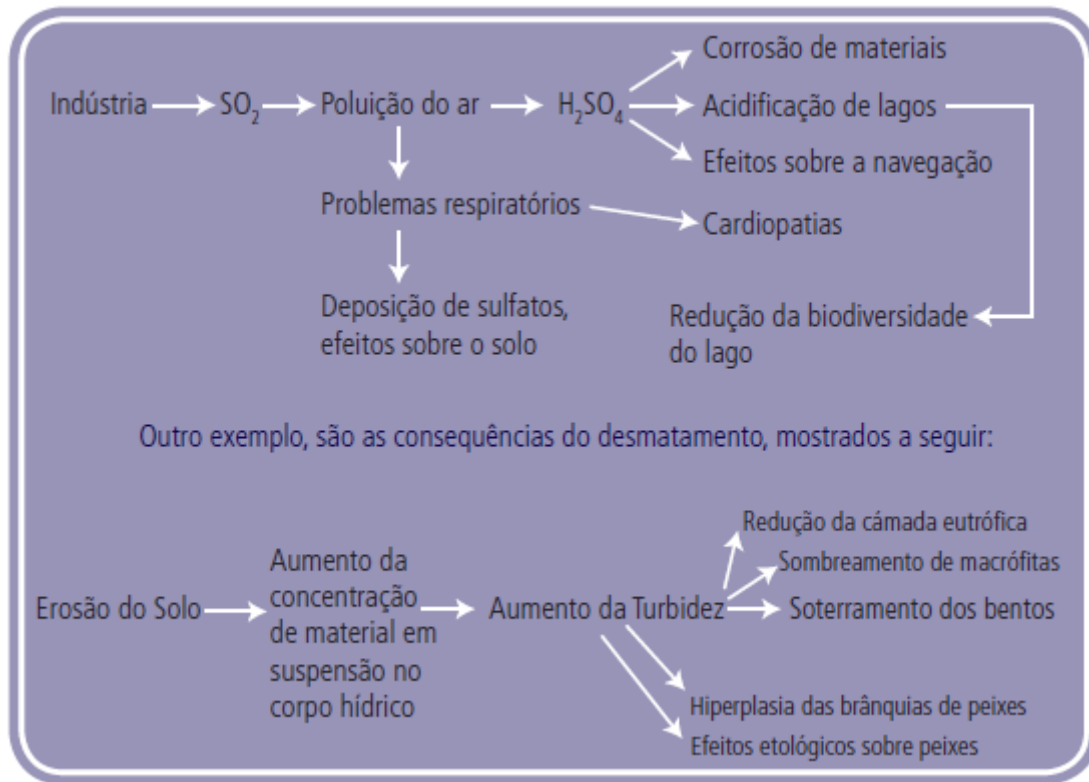 Indústria
SO2
Poluição do ar
H2SO4
Corrosão de materiais
Acidificação de lagos
Efeitos sobre a navegação
Problemas respiratórios
Cardiopatias
Deposição de sulfatos,
efeitos sobre o solo
Redução da biodiversidade
do lago
Outro exemplo, são as consequências do desmatamento, mostrados a seguir:
Erosão do Solo
Aumento da
concentração
de material em
suspensão no
corpo hídrico
Aumento da Turbidez
Redução da cámada eutrófica
Sombreamento de macrófitas
Soterramento dos bentos
Hiperplasia das brânquias de peixes
Efeitos etológicos sobre peixes